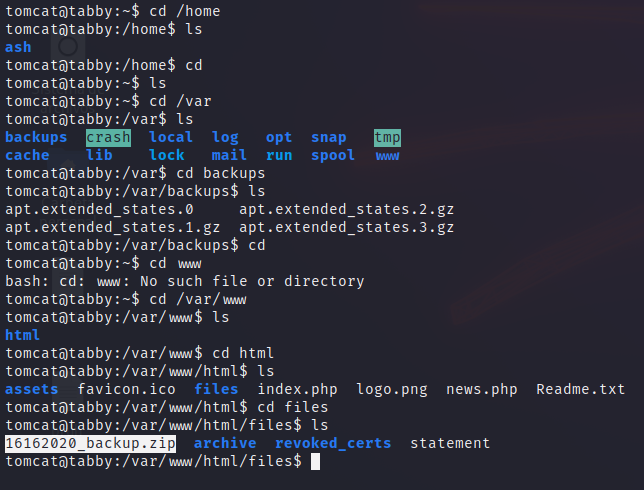 tomcat@tabby:~$ cd /home
tomcat@tabby:/home$ ls
ash
tomcat@tabby:/home$ cd
tomcat@tabby:~$ ls
tomcat@tabby:~$ cd /var
tomcat@tabby:/var$ ls
backups  crash  local  log   opt  snap   tmp
cache    lib    lock   mail  run  spool  www
tomcat@tabby:/var$ cd backups
tomcat@tabby:/var/backups$ ls
apt.extended_states.0     apt.extended_states.2.gz
apt.extended_states.1.gz  apt.extended_states.3.gz
tomcat@tabby:/var/backups$ cd
tomcat@tabby:~$ cd www
bash: cd: www: No such file or directory
tomcat@tabby:~$ cd /var/www
tomcat@tabby:/var/www$ ls
html
tomcat@tabby:/var/www$ cd html
tomcat@tabby:/var/www/html$ ls
assets  favicon.ico  files  index.php  logo.png  news.php  Readme.txt
tomcat@tabby:/var/www/html$ cd files
tomcat@tabby:/var/www/html/files$ ls
16162020_backup.zip  archive  revoked_certs  statement
tomcat@tabby:/var/www/html/files$